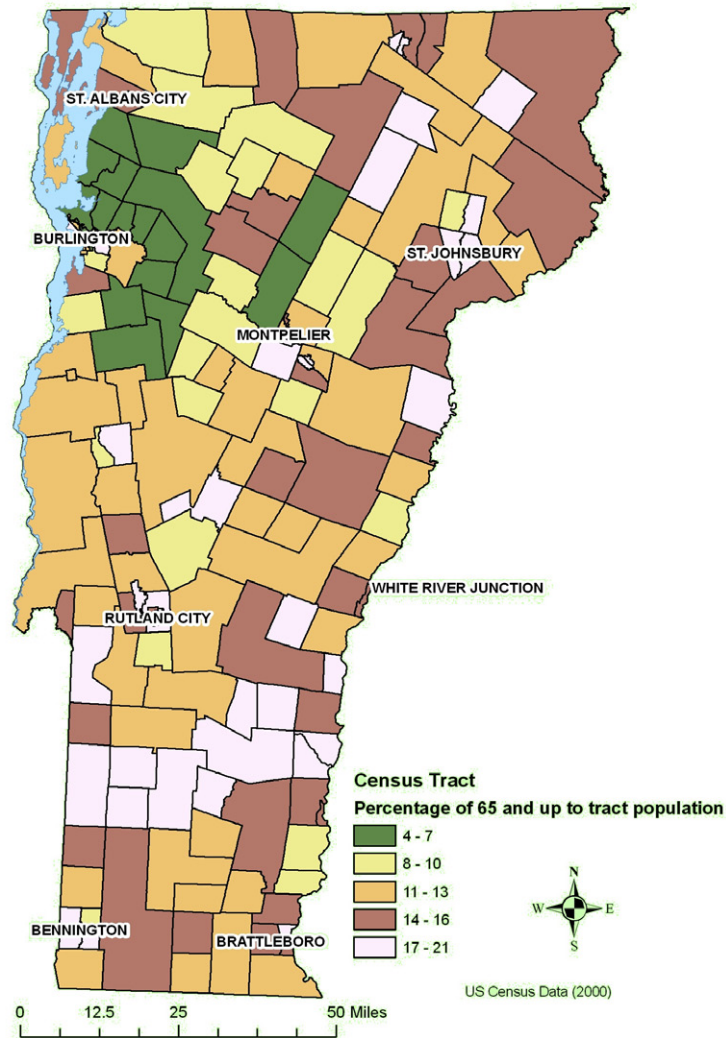 ST. ALBANS CITY
BURLINGTON
ST. JOHNSBURY
MONTPELIER
WHITE RIVER JUNCTION
RUTLAND CITY
Census Tract
Percentage of 65 and up to tract population
4 - 7
8 - 10
11 - 13
14 - 16
17 - 21
N
W E
S
BENNINGTON
BRATTLEBORO
US Census Data (2000)
0 12.5 25 50 Miles